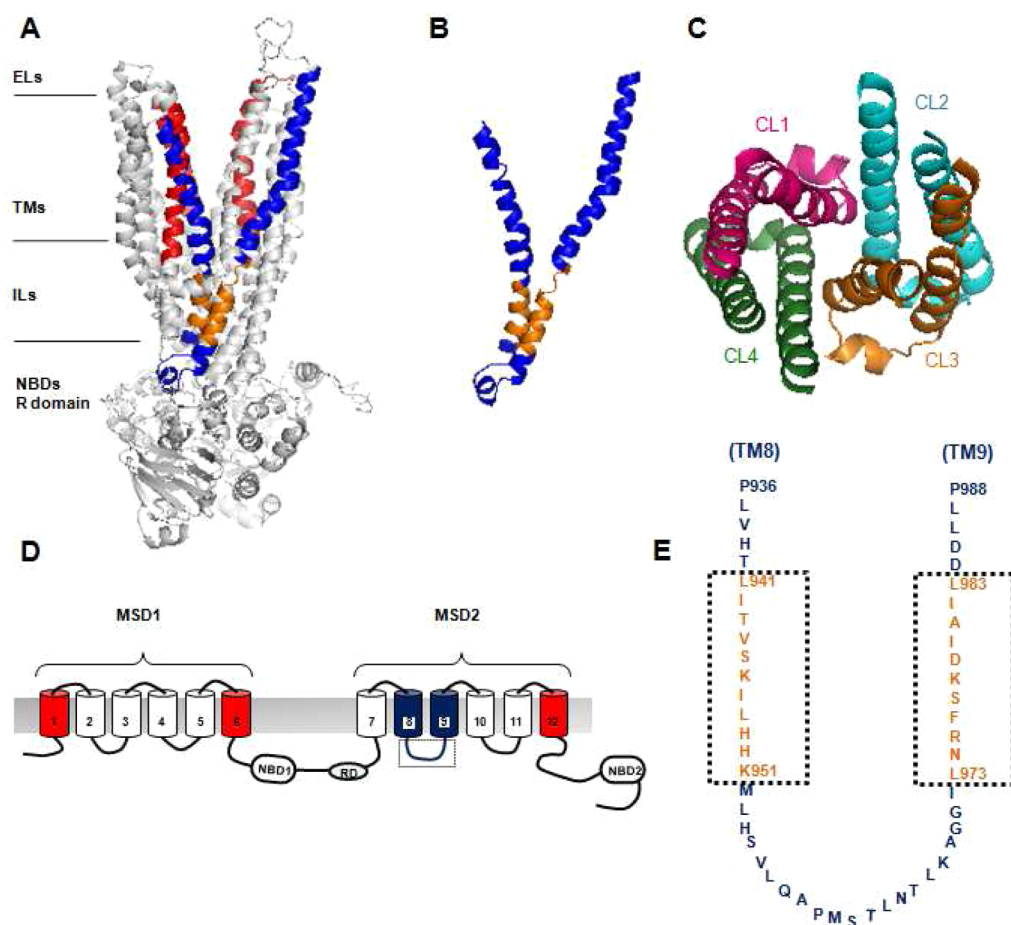 A
ELs
TMs
ILs
NBDs
R domain
B
C
CL1
CL2
CL4
CL3
D
MSD1
MSD2
1 2 3 4 5 6 7 8 9 10 11 12
NBD1
RD
NBD2
E
(TM8)
(TM9)
P936
L
V
H
T
L941
I
T
V
S
K
I
L
H
H
K951
M
L
H
S
V
L
Q
A
P
M
S
T
L
N
T
L
K
A
G
G
I
L973
N
R
F
S
K
D
I
A
I
L983
D
D
L
L
P988